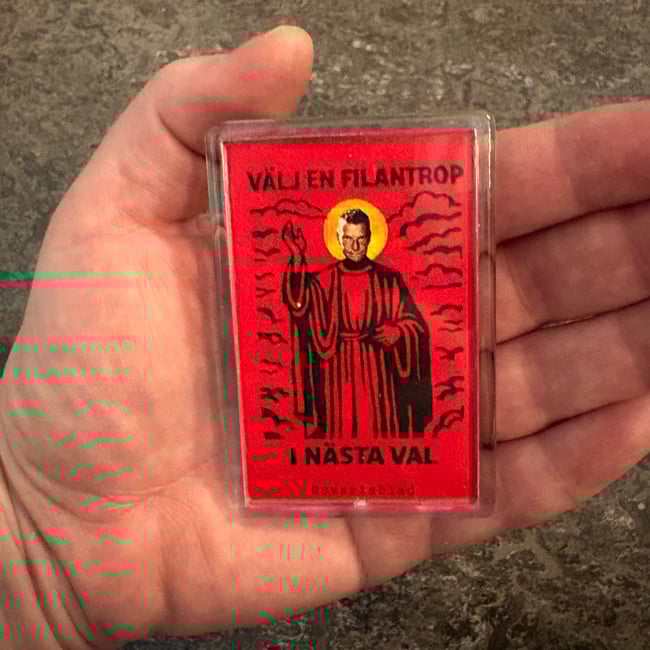 VÄLJ EN FILANTROP
I NÄSTA VAL